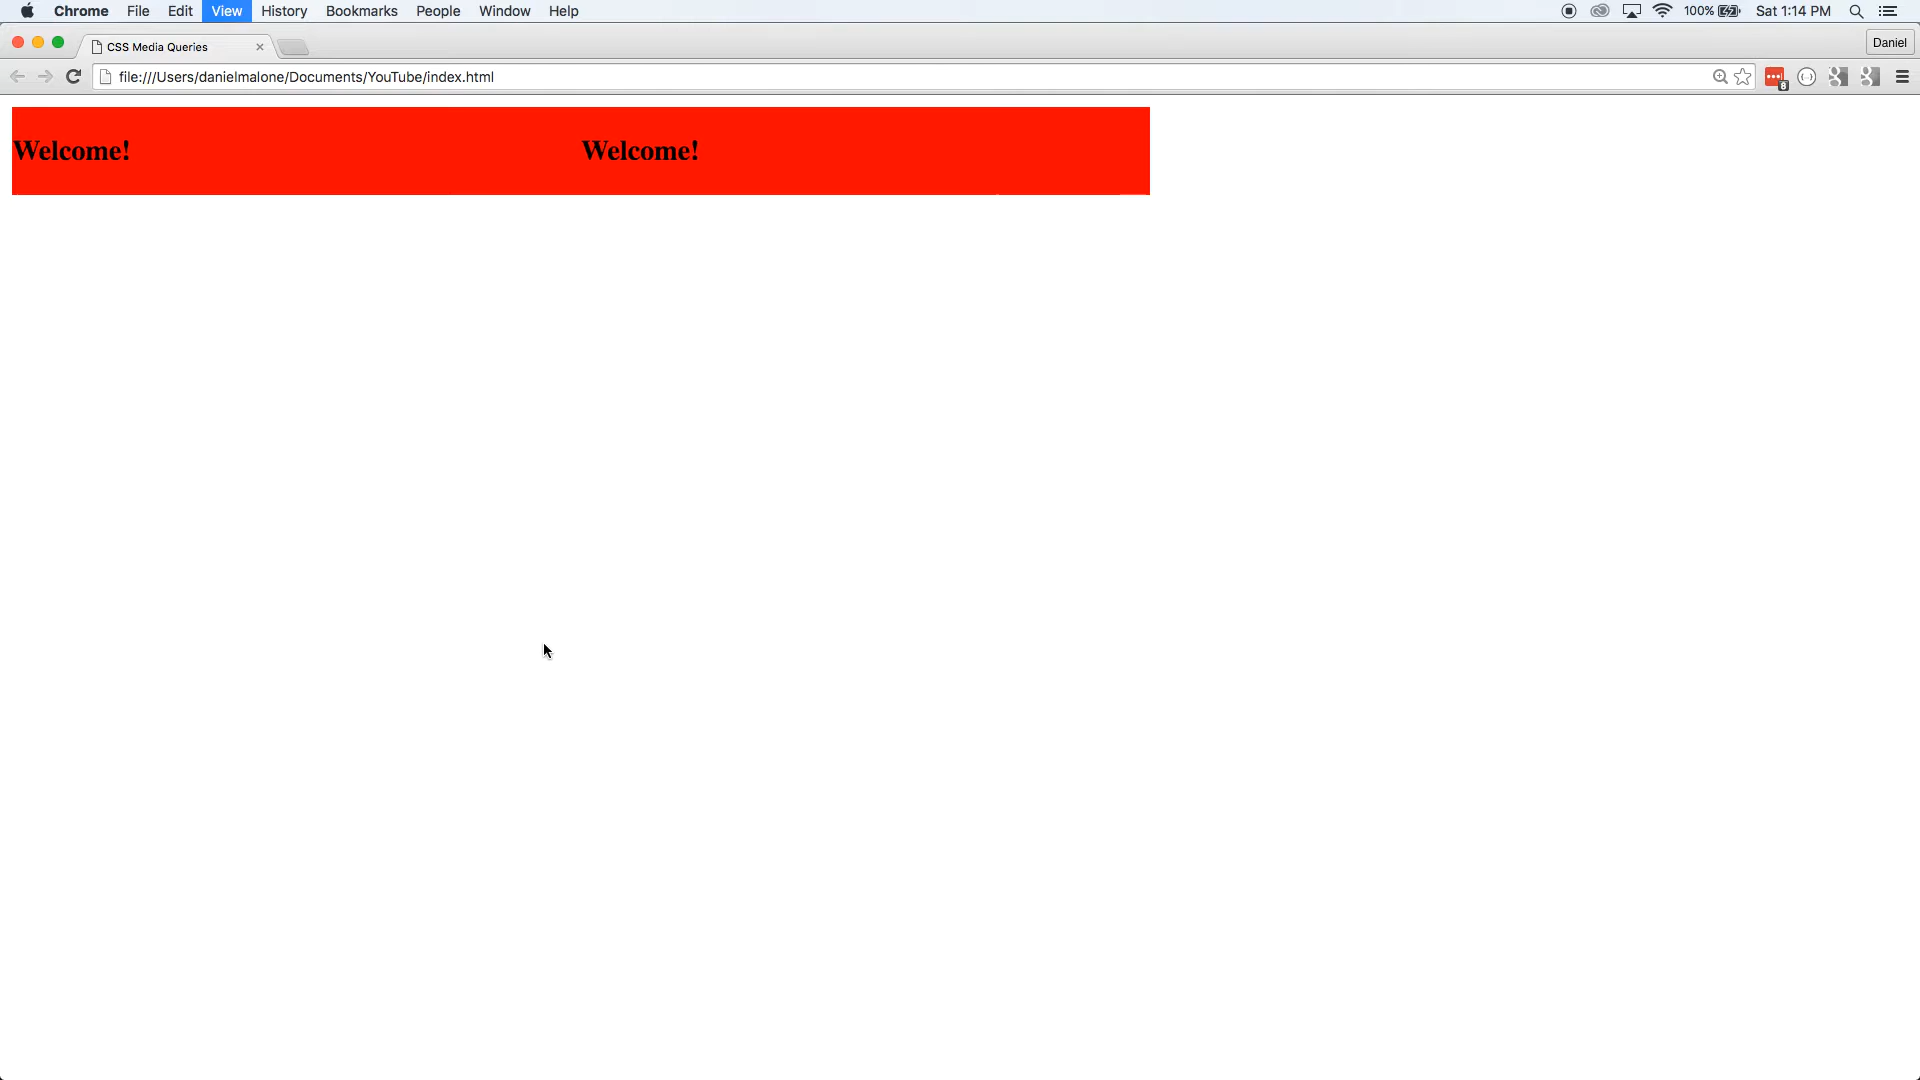 Chrome File Edit View History Bookmarks People Window Help 100% Sat 1:14 PM
CSS Media Queries Daniel
file:///Users/danielmalone/Documents/YouTube/index.html 8
Welcome! Welcome!